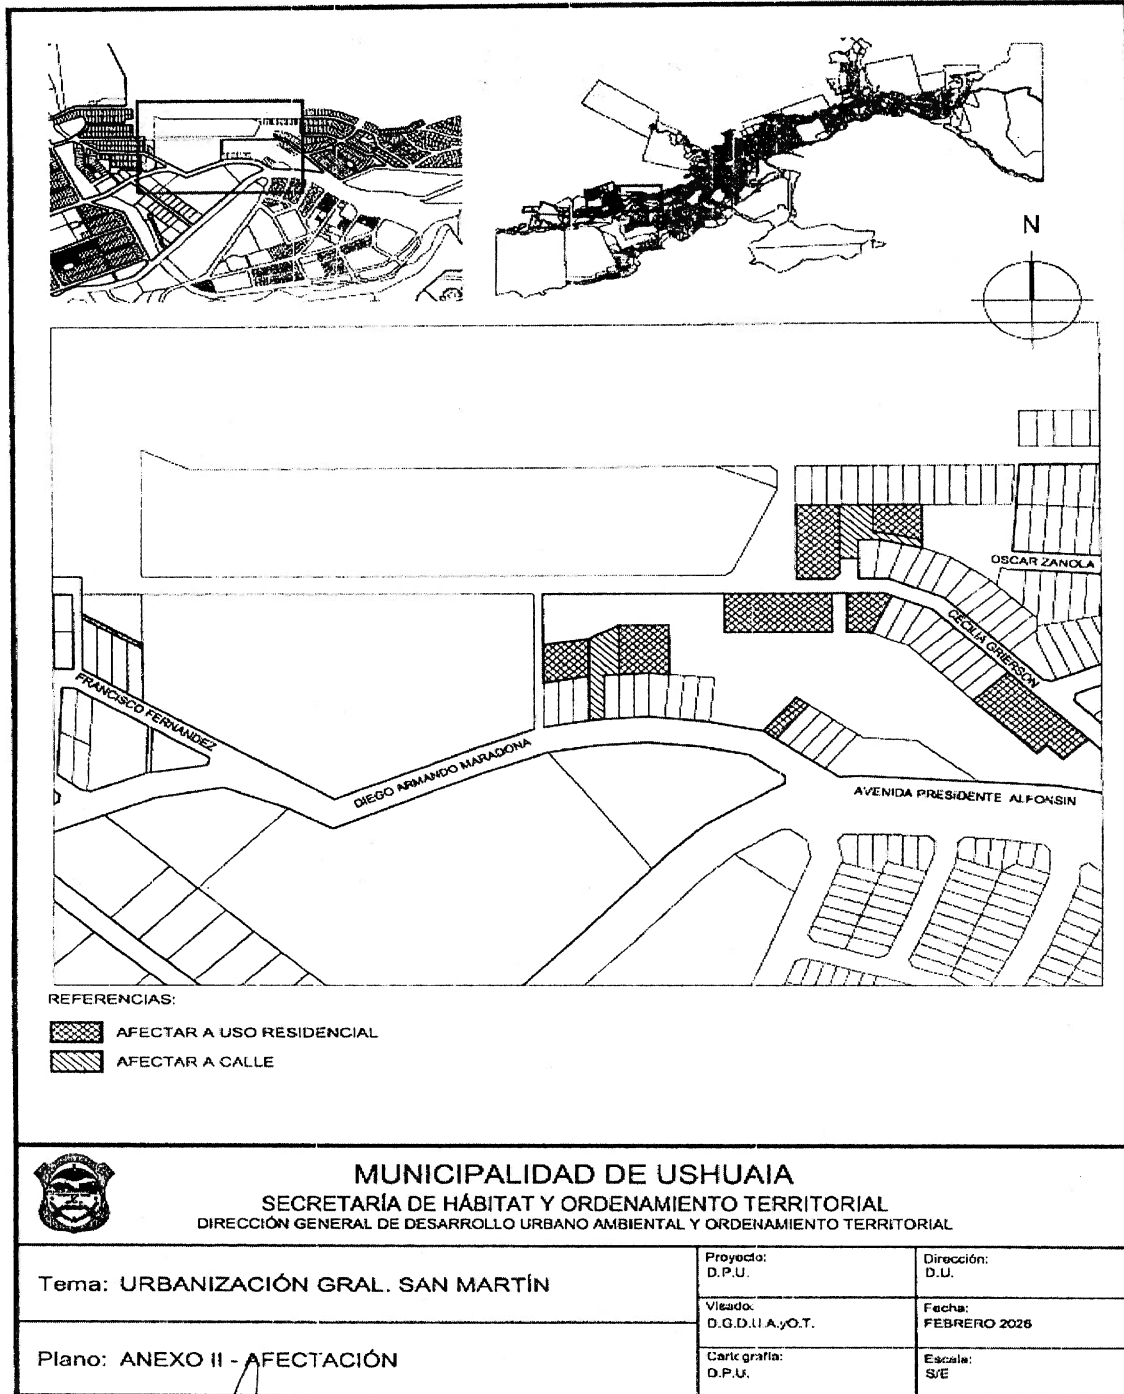 N
OSCAR ZANOLA
CECILIA GRIERSON
FRANCISCO FERNANDEZ
DIEGO ARMANDO MARADONA
AVENIDA PRESIDENTE ALFONSIN
REFERENCIAS:
AFECTAR A USO RESIDENCIAL
AFECTAR A CALLE
MUNICIPALIDAD DE USHUAIA
SECRETARÍA DE HÁBITAT Y ORDENAMIENTO TERRITORIAL
DIRECCIÓN GENERAL DE DESARROLLO URBANO AMBIENTAL Y ORDENAMIENTO TERRITORIAL
Tema: URBANIZACIÓN GRAL. SAN MARTÍN
Plano: ANEXO II - AFECTACIÓN
Proyecto:
D.P.U.
Dirección:
D.U.
Visado:
D.G.D.U.A.yO.T.
Fecha:
FEBRERO 2026
Cartografía:
D.P.U.
Escala:
S/E